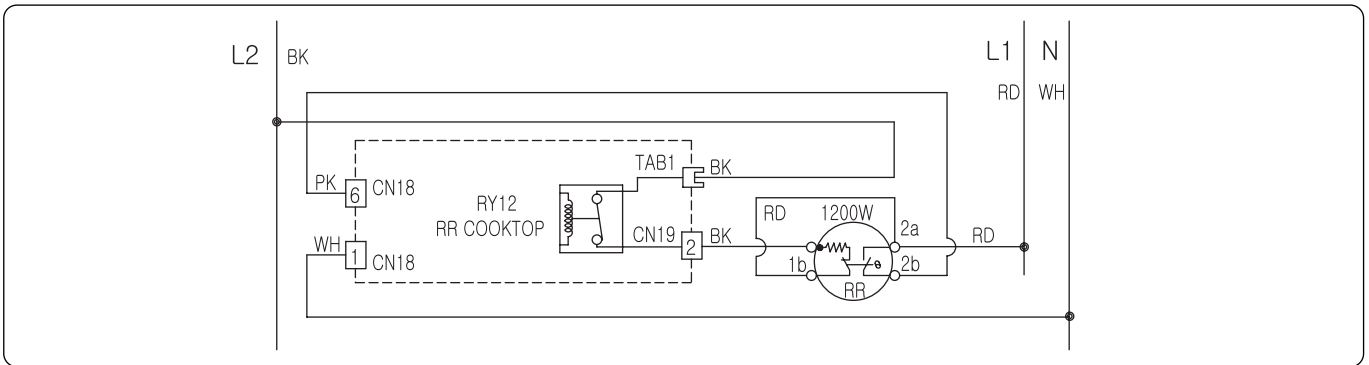 L2 BK
L1 N
RD WH
TAB1 BK
PK 6 CN18
RY12
RR COOKTOP
RD 1200W
2a
WH 1 CN18
CN19 2 BK
RD
1b 2b
RR